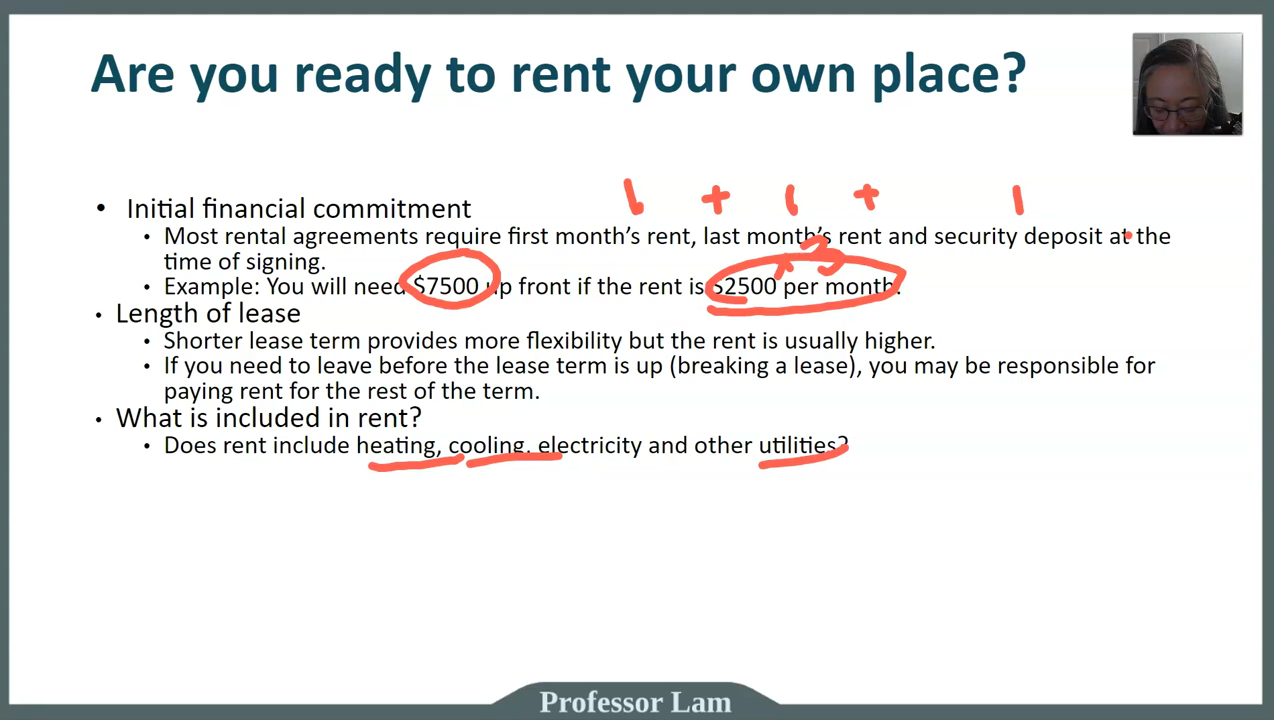 Are you ready to rent your own place?
1 + 1 + 1
• Initial financial commitment
• Most rental agreements require first month's rent, last month's rent and security deposit at the
time of signing.
x 3
• Example: You will need $7500 up front if the rent is $2500 per month.
• Length of lease
• Shorter lease term provides more flexibility but the rent is usually higher.
• If you need to leave before the lease term is up (breaking a lease), you may be responsible for
paying rent for the rest of the term.
• What is included in rent?
• Does rent include heating, cooling, electricity and other utilities?
Professor Lam